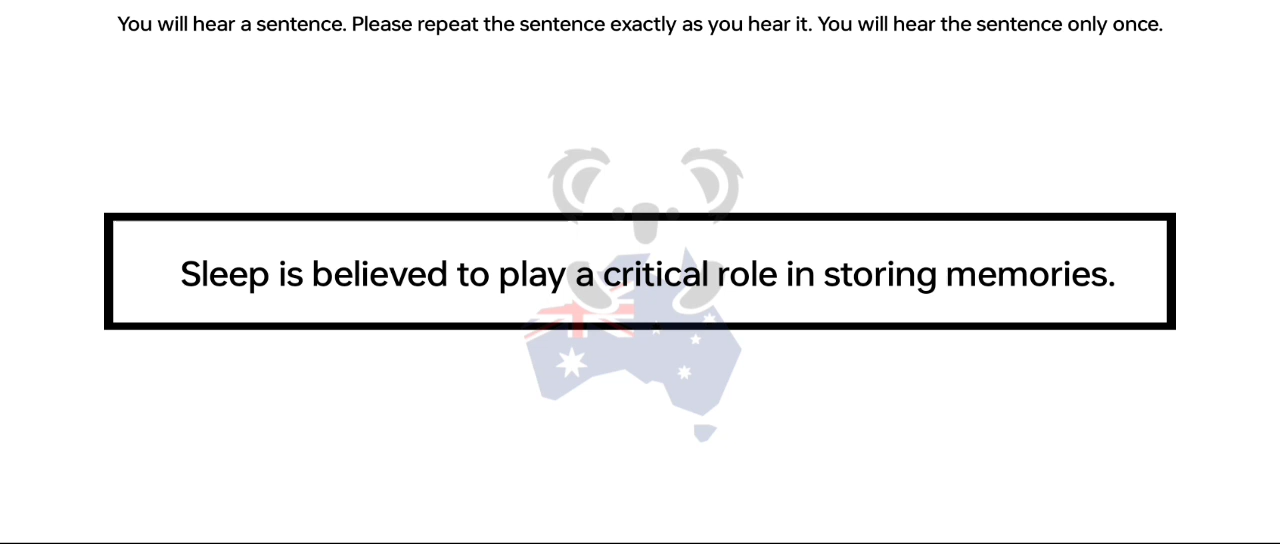 You will hear a sentence. Please repeat the sentence exactly as you hear it. You will hear the sentence only once.
Sleep is believed to play a critical role in storing memories.